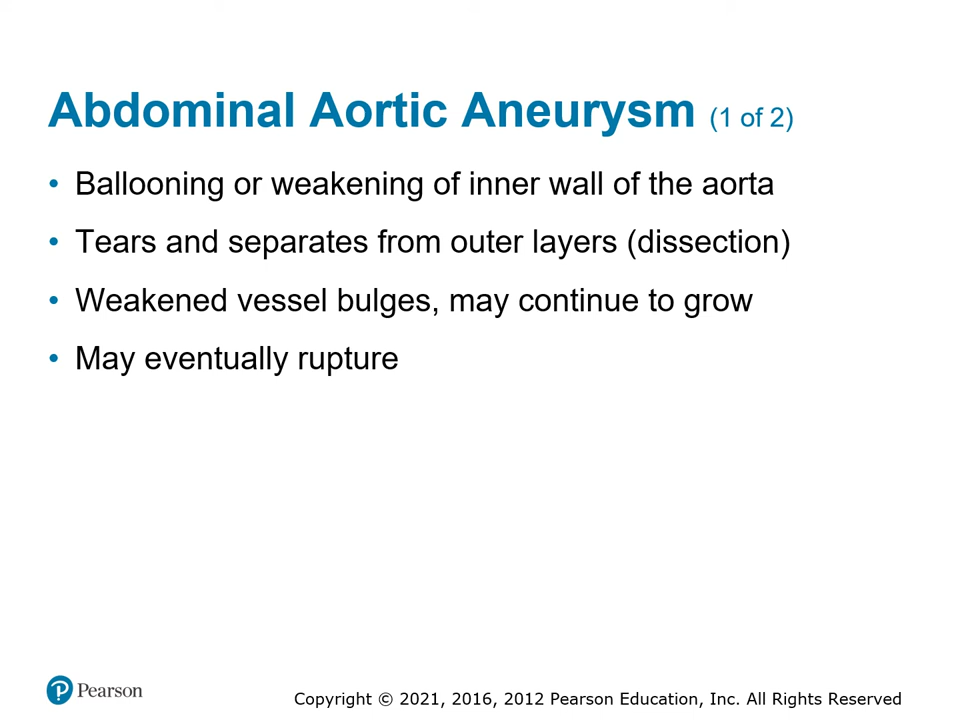 Abdominal Aortic Aneurysm (1 of 2)
• Ballooning or weakening of inner wall of the aorta
• Tears and separates from outer layers (dissection)
• Weakened vessel bulges, may continue to grow
• May eventually rupture
Pearson
Copyright © 2021, 2016, 2012 Pearson Education, Inc. All Rights Reserved